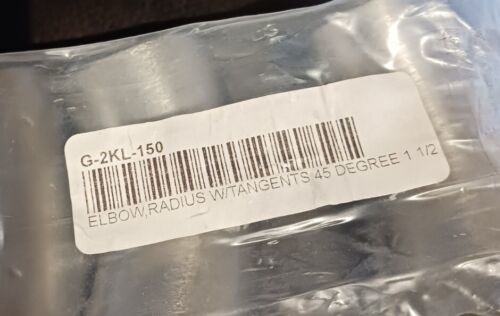 G-2KL-150
ELBOW,RADIUS W/TANGENTS 45 DEGREE 1 1/2